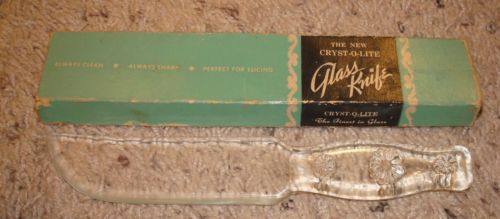 ALWAYS CLEAN ★ ALWAYS SHARP ★ PERFECT FOR SLICING
THE NEW
CRYST-O-LITE
Glass
Knife
CRYST-O-LITE
The Finest in Glass